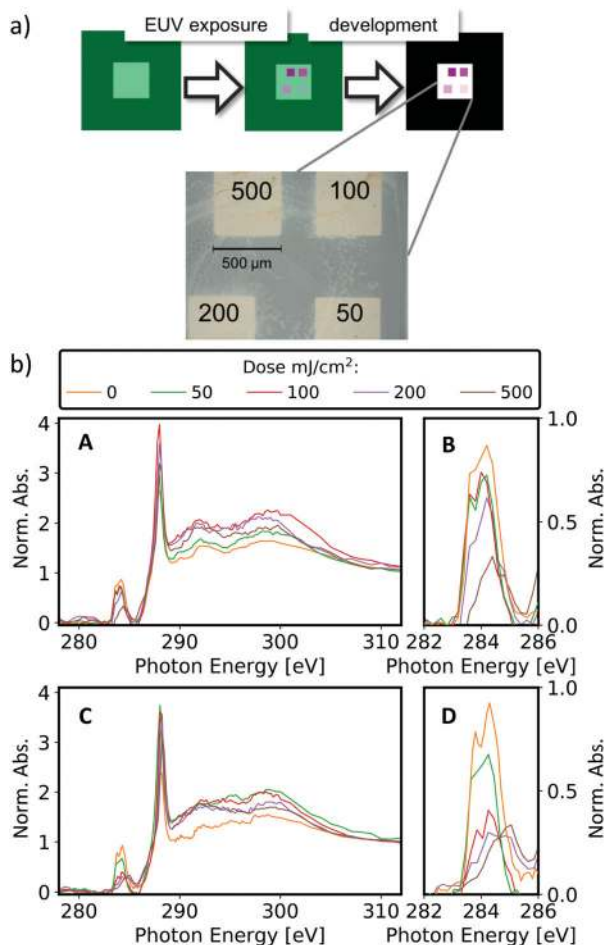 a)
EUV exposure
development
500
100
500 µm
200
50
b)
Dose mJ/cm²:
0
50
100
200
500
A
B
4
3
2
1
0
Norm. Abs.
280
290
300
310
Photon Energy [eV]
1.0
0.5
0.0
Norm. Abs.
282
284
286
Photon Energy [eV]
C
D
4
3
2
1
0
Norm. Abs.
280
290
300
310
Photon Energy [eV]
1.0
0.5
0.0
Norm. Abs.
282
284
286
Photon Energy [eV]